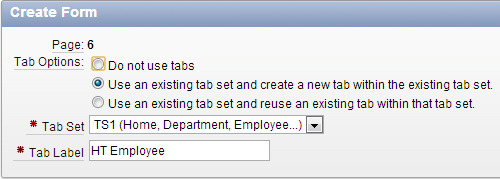 Create Form
Page: 6
Tab Options: Do not use tabs
Use an existing tab set and create a new tab within the existing tab set.
Use an existing tab set and reuse an existing tab within that tab set.
* Tab Set TS1 (Home, Department, Employee...)
* Tab Label HT Employee